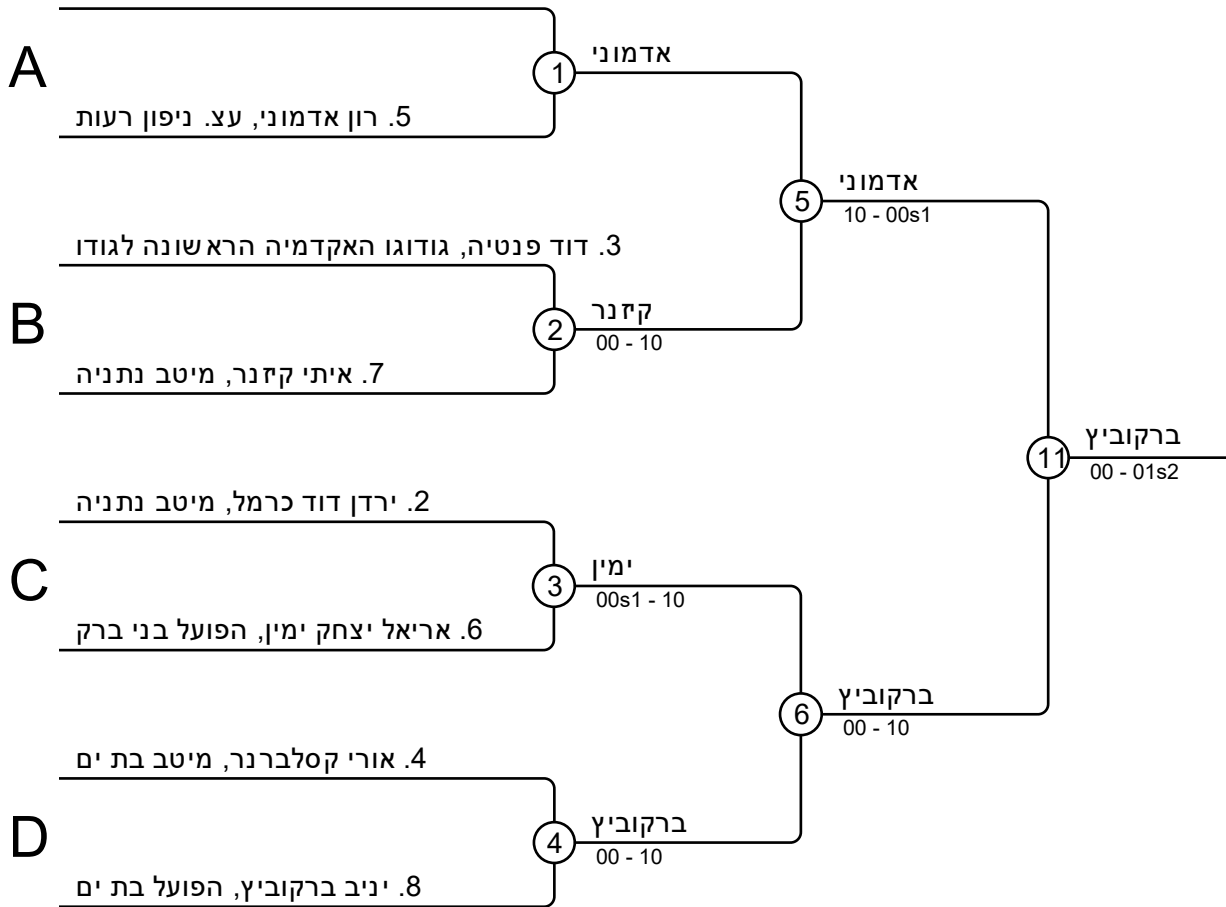 A
1
אדמוני
5. רון אדמוני, עצ. ניפון רעות
5
אדמוני
10 - 00s1
3. דוד פנטיה, גודוגו האקדמיה הראשונה לגודו
B
2
קיזנר
00 - 10
7. איתי קיזנר, מיטב נתניה
11
ברקוביץ
00 - 01s2
2. ירדן דוד כרמל, מיטב נתניה
C
3
ימין
00s1 - 10
6. אריאל יצחק ימין, הפועל בני ברק
6
ברקוביץ
00 - 10
4. אורי קסלברנר, מיטב בת ים
D
4
ברקוביץ
00 - 10
8. יניב ברקוביץ, הפועל בת ים